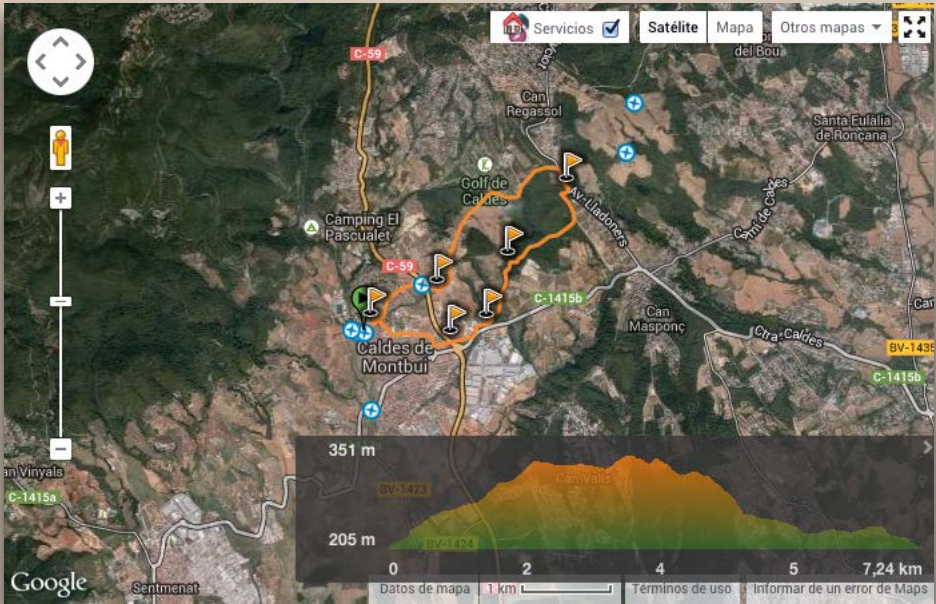 Servicios
Satélite
Mapa
Otros mapas
C-59
del Bou
Can
Regassol
Santa Eulàlia
de Ronçana
Golf de
Caldes
Av-Lladoners
Camí de Caldes
Camping El
Pascualet
C-59
C-1415b
Can
Masponç
Ctra-Caldes
BV-1435
C-1415b
Caldes de
Montbui
351 m
Can Valls
BV-1423
C-1415a
205 m
BV-1424
0 2 4 5 7,24 km
Google
Sentmenat
Datos de mapa
1 km
Términos de uso
Informar de un error de Maps